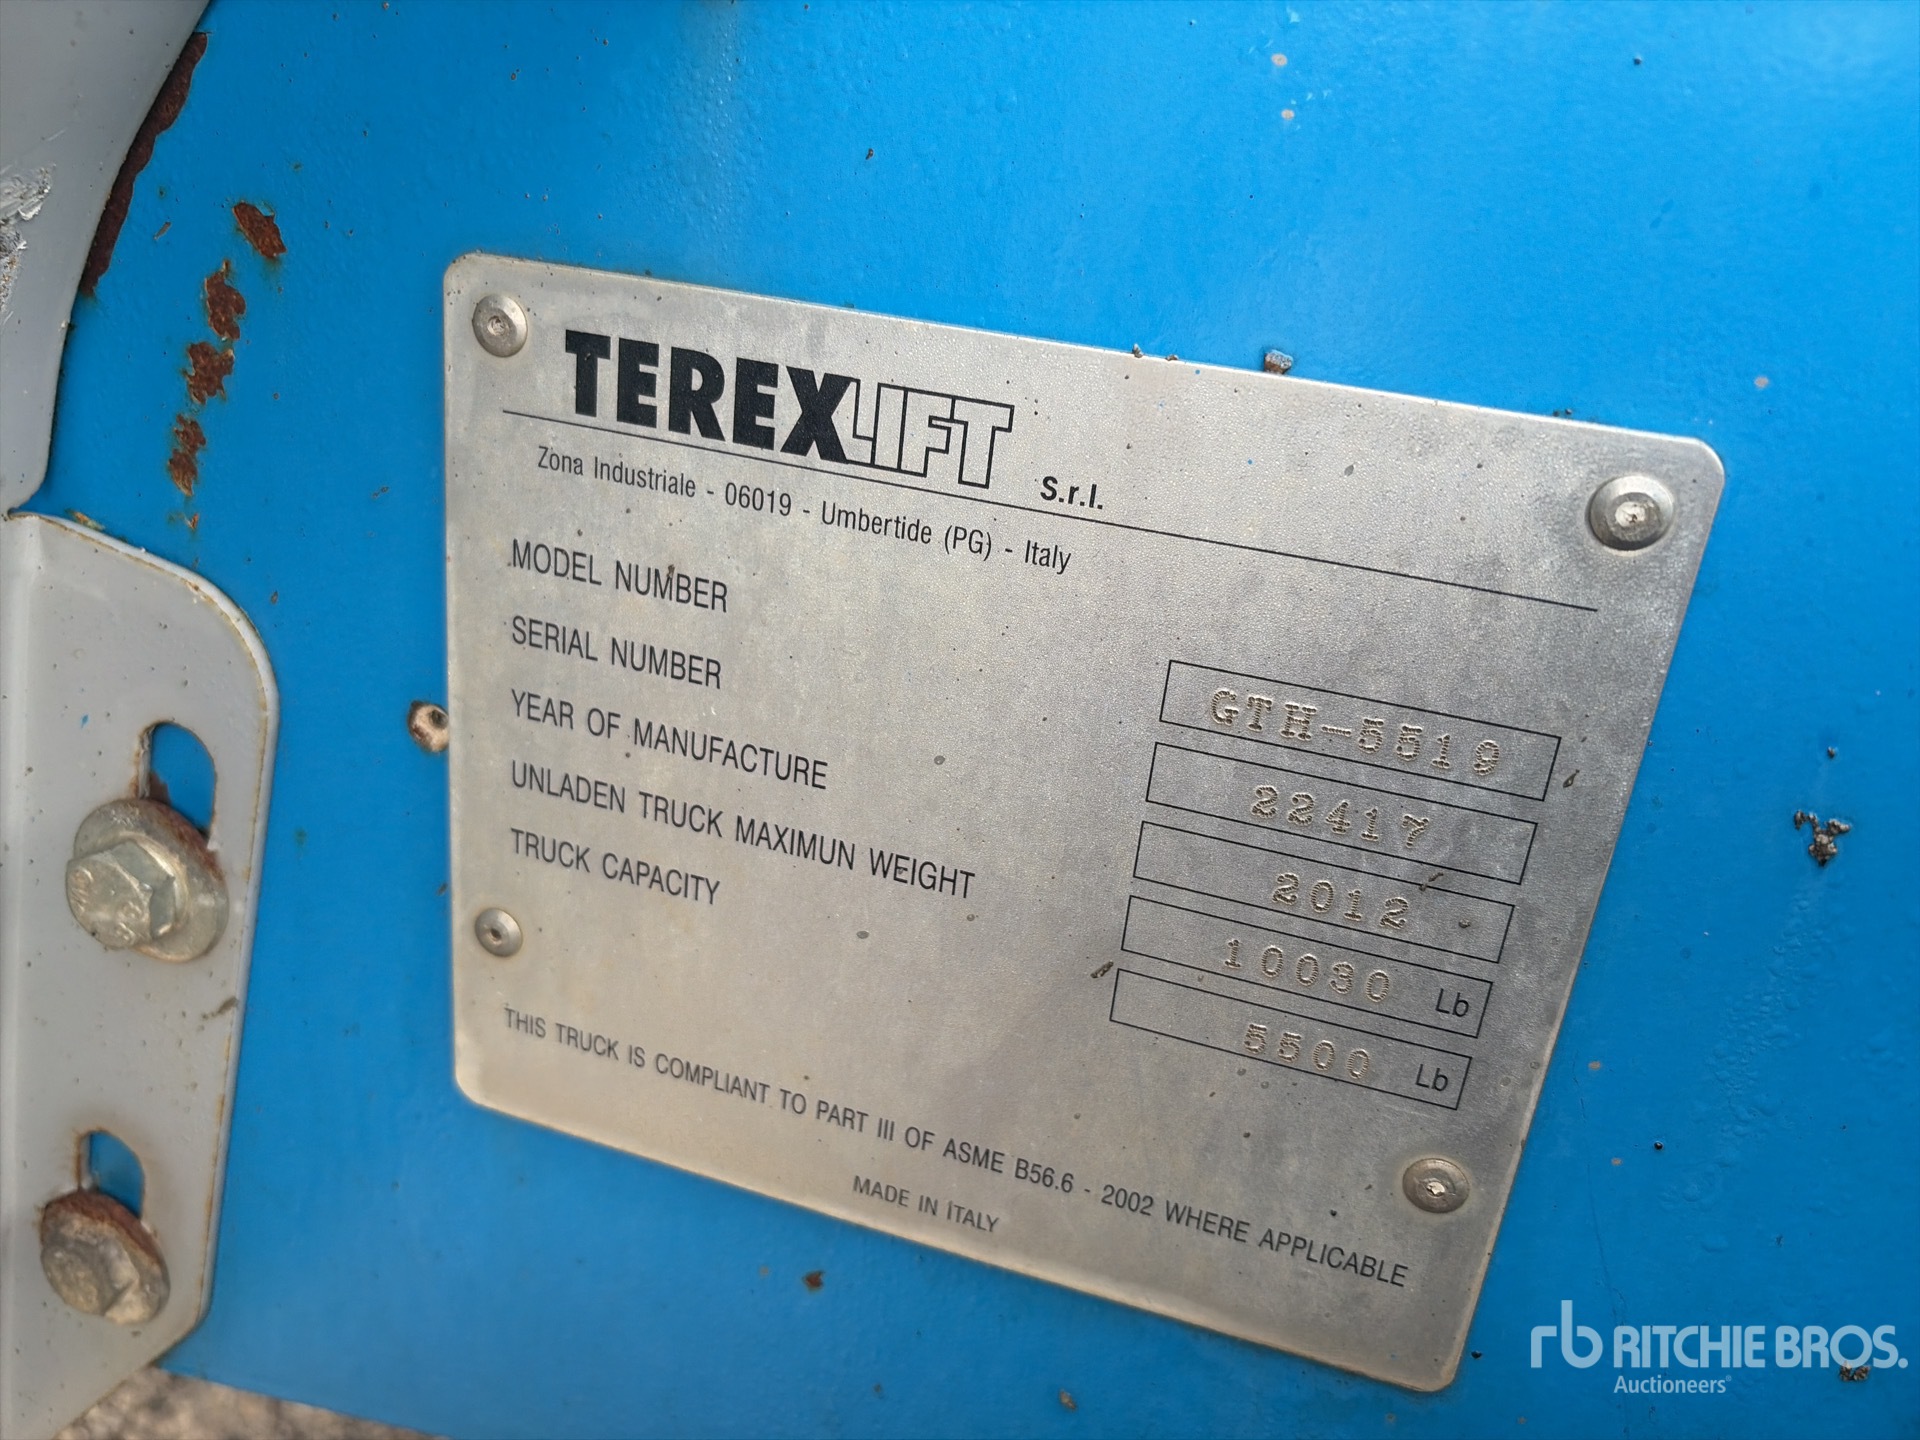 TEREXLIFT S.r.l.
Zona Industriale - 06019 - Umbertide (PG) - Italy
MODEL NUMBER GTH-5519
SERIAL NUMBER 22417
YEAR OF MANUFACTURE 2012
UNLADEN TRUCK MAXIMUN WEIGHT 10030 Lb
TRUCK CAPACITY 5500 Lb
THIS TRUCK IS COMPLIANT TO PART III OF ASME B56.6 - 2002 WHERE APPLICABLE
MADE IN ITALY
rb RITCHIE BROS.
Auctioneers